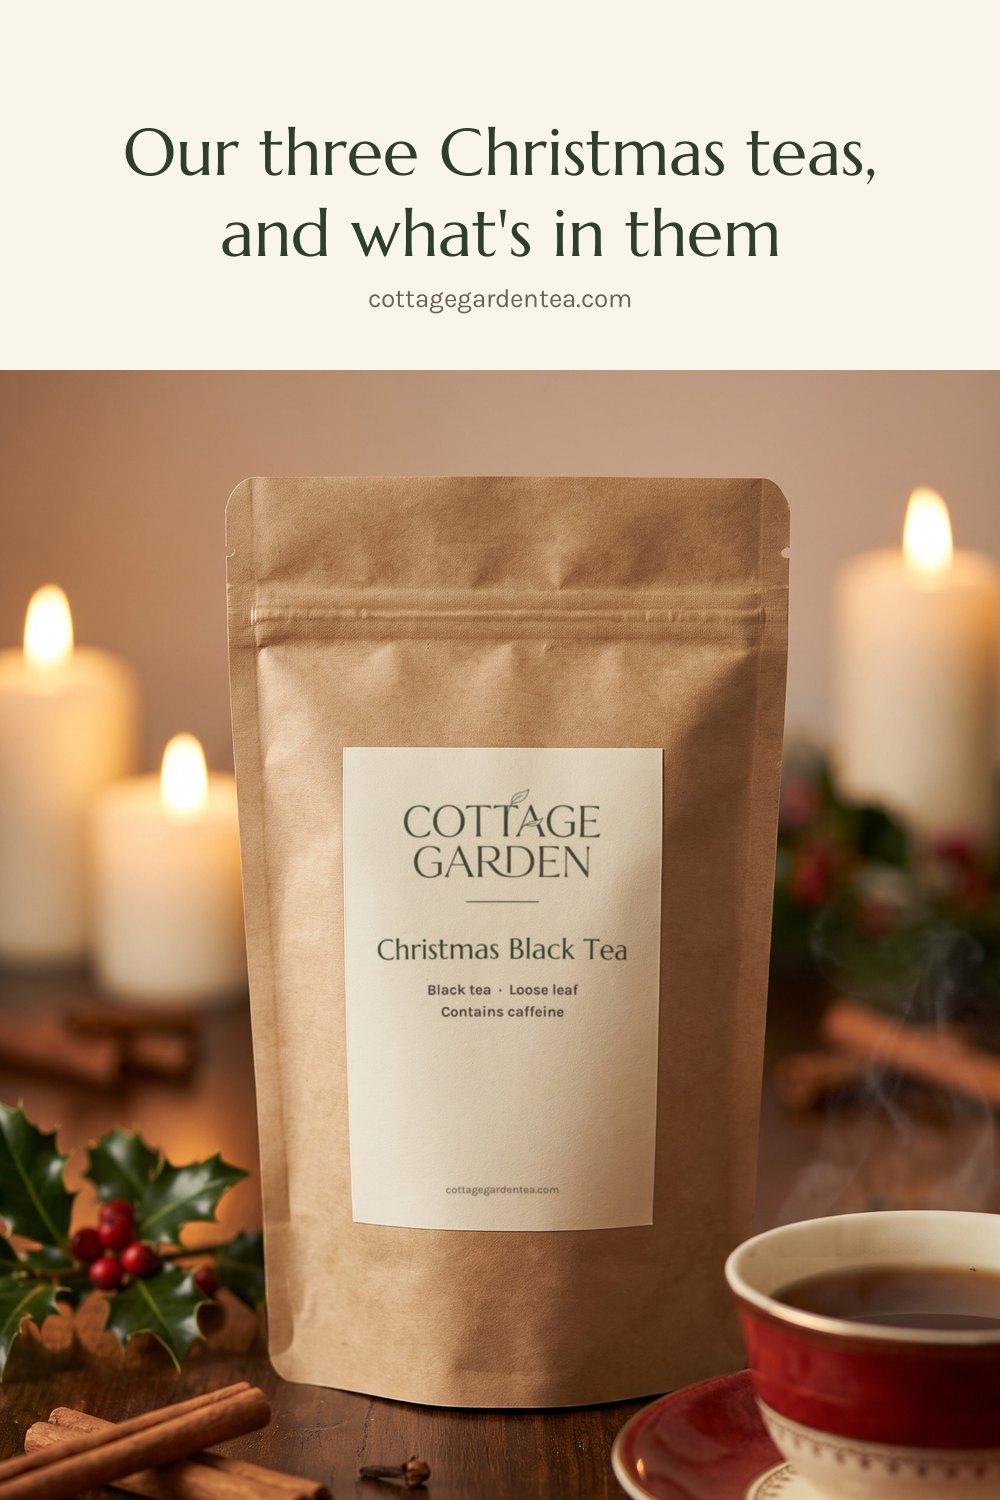 Our three Christmas teas,
and what's in them
cottagegardentea.com
COTTAGE
GARDEN
Christmas Black Tea
Black tea · Loose leaf
Contains caffeine
cottagegardentea.com